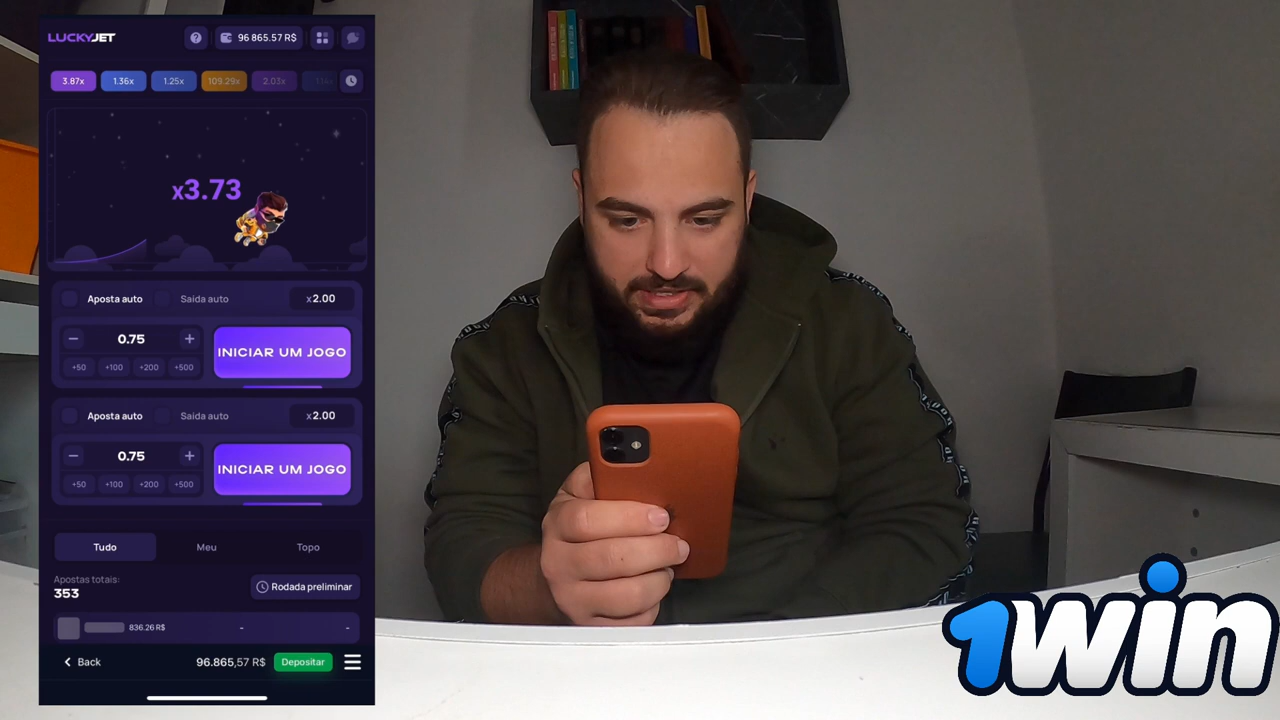 LUCKYJET
96 865.57 R$
3.87x
1.36x
1.25x
109.29x
2.03x
x3.73
Aposta auto
Saída auto
x2.00
0.75
INICIAR UM JOGO
+50
+100
+200
+500
Aposta auto
Saída auto
x2.00
0.75
INICIAR UM JOGO
+50
+100
+200
+500
Tudo
Meu
Topo
Apostas totais:
353
Rodada preliminar
836.26 R$
-
-
Back
96.865,57 R$
Depositar
1win